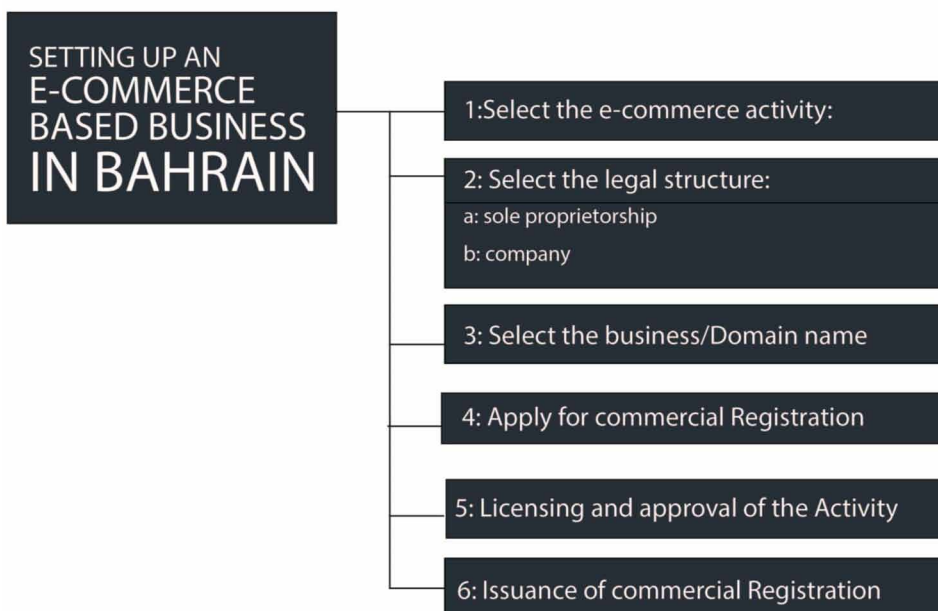 SETTING UP AN
E-COMMERCE
BASED BUSINESS
IN BAHRAIN
1:Select the e-commerce activity:
2: Select the legal structure:
a: sole proprietorship
b: company
3: Select the business/Domain name
4: Apply for commercial Registration
5: Licensing and approval of the Activity
6: Issuance of commercial Registration